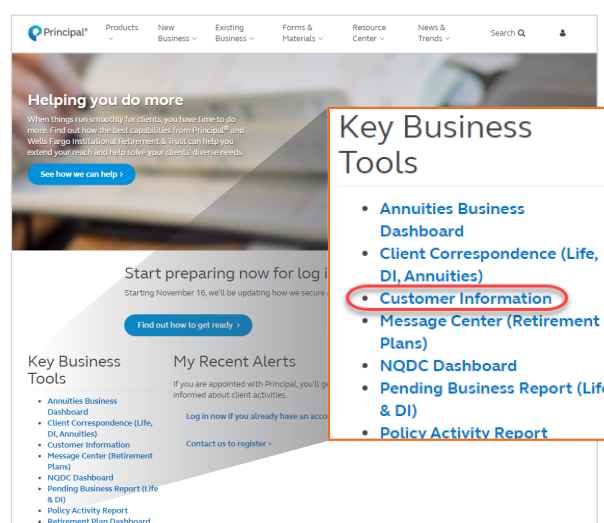 Principal®
Products
New Business
Existing Business
Forms & Materials
Resource Center
News & Trends
Search
Helping you do more
When things run smoothly for clients, you have time to do
more. Find out how the best capabilities from Principal® and
Wells Fargo Institutional Retirement & Trust can help you
extend your reach and help solve your clients' diverse needs.
See how we can help >
Start preparing now for log i
Starting November 16, we'll be updating how we secure
Find out how to get ready >
Key Business
Tools
• Annuities Business
Dashboard
• Client Correspondence (Life,
DI, Annuities)
• Customer Information
• Message Center (Retirement
Plans)
• NQDC Dashboard
• Pending Business Report (Life
& DI)
• Policy Activity Report
• Retirement Plan Dashboard
My Recent Alerts
If you are appointed with Principal, you'll ge
informed about client activities.
Log in now if you already have an acco
Contact us to register >
Key Business
Tools
• Annuities Business
Dashboard
• Client Correspondence (Life,
DI, Annuities)
• Customer Information
• Message Center (Retirement
Plans)
• NQDC Dashboard
• Pending Business Report (Life
& DI)
• Policy Activity Report